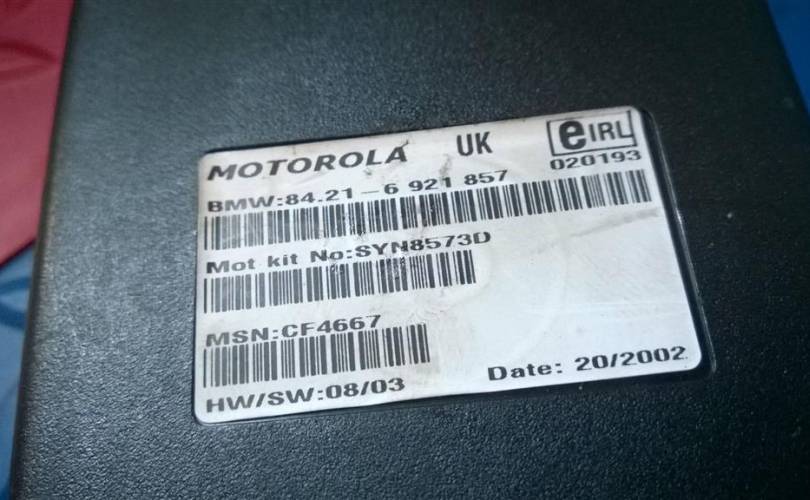 MOTOROLA UK eIRL
020193
BMW:84.21-6 921 857
Mot kit No:SYN8573D
MSN:CF4667
HW/SW:08/03 Date: 20/2002